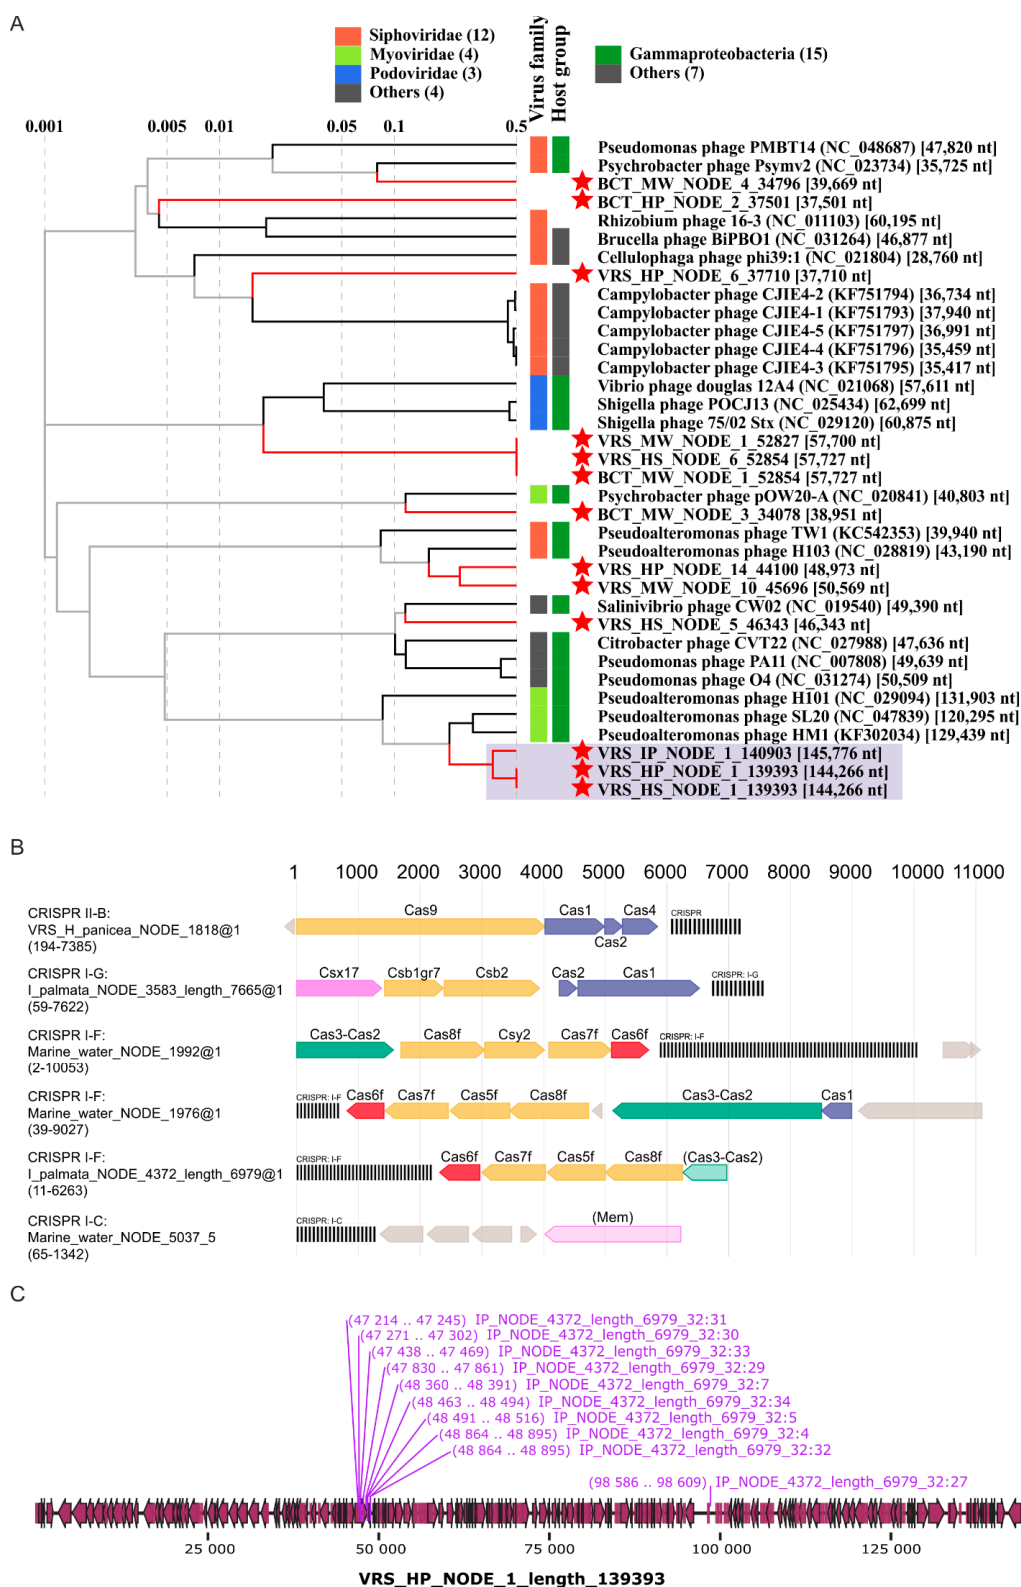 A
Siphoviridae (12)
Myoviridae (4)
Podoviridae (3)
Others (4)
Virus family
Host group
Gammaproteobacteria (15)
Others (7)
0.001 0.005 0.01 0.05 0.1 0.5
Pseudomonas phage PMBT14 (NC_048687) [47,820 nt]
Psychrobacter phage Psymv2 (NC_023734) [35,725 nt]
BCT_MW_NODE_4_34796 [39,669 nt]
BCT_HP_NODE_2_37501 [37,501 nt]
Rhizobium phage 16-3 (NC_011103) [60,195 nt]
Brucella phage BiPBO1 (NC_031264) [46,877 nt]
Cellulophaga phage phi39:1 (NC_021804) [28,760 nt]
VRS_HP_NODE_6_37710 [37,710 nt]
Campylobacter phage CJIE4-2 (KF751794) [36,734 nt]
Campylobacter phage CJIE4-1 (KF751793) [37,940 nt]
Campylobacter phage CJIE4-5 (KF751797) [36,991 nt]
Campylobacter phage CJIE4-4 (KF751796) [35,459 nt]
Campylobacter phage CJIE4-3 (KF751795) [35,417 nt]
Vibrio phage douglas 12A4 (NC_021068) [57,611 nt]
Shigella phage POCJ13 (NC_025434) [62,699 nt]
Shigella phage 75/02 Stx (NC_029120) [60,875 nt]
VRS_MW_NODE_1_52827 [57,700 nt]
VRS_HS_NODE_6_52854 [57,727 nt]
BCT_MW_NODE_1_52854 [57,727 nt]
Psychrobacter phage pOW20-A (NC_020841) [40,803 nt]
BCT_MW_NODE_3_34078 [38,951 nt]
Pseudoalteromonas phage TW1 (KC542353) [39,940 nt]
Pseudoalteromonas phage H103 (NC_028819) [43,190 nt]
VRS_HP_NODE_14_44100 [48,973 nt]
VRS_MW_NODE_10_45696 [50,569 nt]
Salinivibrio phage CW02 (NC_019540) [49,390 nt]
VRS_HS_NODE_5_46343 [46,343 nt]
Citrobacter phage CVT22 (NC_027988) [47,636 nt]
Pseudomonas phage PA11 (NC_007808) [49,639 nt]
Pseudomonas phage O4 (NC_031274) [50,509 nt]
Pseudoalteromonas phage H101 (NC_029094) [131,903 nt]
Pseudoalteromonas phage SL20 (NC_047839) [120,295 nt]
Pseudoalteromonas phage HM1 (KF302034) [129,439 nt]
VRS_IP_NODE_1_140903 [145,776 nt]
VRS_HP_NODE_1_139393 [144,266 nt]
VRS_HS_NODE_1_139393 [144,266 nt]
B
1 1000 2000 3000 4000 5000 6000 7000 8000 9000 10000 11000
CRISPR II-B:
VRS_H_panicea_NODE_1818@1
(194-7385)
Cas9 Cas1 Cas2 Cas4 CRISPR
CRISPR I-G:
I_palmata_NODE_3583_length_7665@1
(59-7622)
Csx17 Csb1gr7 Csb2 Cas2 Cas1 CRISPR: I-G
CRISPR I-F:
Marine_water_NODE_1992@1
(2-10053)
Cas3-Cas2 Cas8f Csy2 Cas7f Cas6f CRISPR: I-F
CRISPR I-F:
Marine_water_NODE_1976@1
(39-9027)
CRISPR: I-F Cas6f Cas7f Cas5f Cas8f Cas3-Cas2 Cas1
CRISPR I-F:
I_palmata_NODE_4372_length_6979@1
(11-6263)
CRISPR: I-F Cas6f Cas7f Cas5f Cas8f (Cas3-Cas2)
CRISPR I-C:
Marine_water_NODE_5037_5
(65-1342)
CRISPR: I-C (Mem)
C
(47 214 .. 47 245) IP_NODE_4372_length_6979_32:31
(47 271 .. 47 302) IP_NODE_4372_length_6979_32:30
(47 438 .. 47 469) IP_NODE_4372_length_6979_32:33
(47 830 .. 47 861) IP_NODE_4372_length_6979_32:29
(48 360 .. 48 391) IP_NODE_4372_length_6979_32:7
(48 463 .. 48 494) IP_NODE_4372_length_6979_32:34
(48 491 .. 48 516) IP_NODE_4372_length_6979_32:5
(48 864 .. 48 895) IP_NODE_4372_length_6979_32:4
(48 864 .. 48 895) IP_NODE_4372_length_6979_32:32
(98 586 .. 98 609) IP_NODE_4372_length_6979_32:27
25 000 50 000 75 000 100 000 125 000
VRS_HP_NODE_1_length_139393